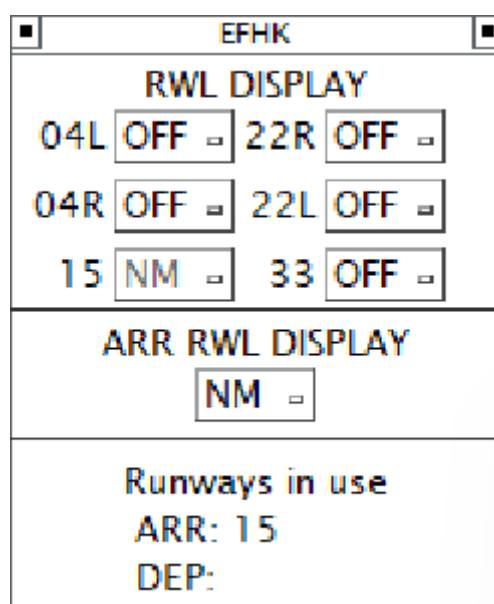 EFHK
RWL DISPLAY
04L OFF 22R OFF
04R OFF 22L OFF
15 NM 33 OFF
ARR RWL DISPLAY
NM
Runways in use
ARR: 15
DEP: